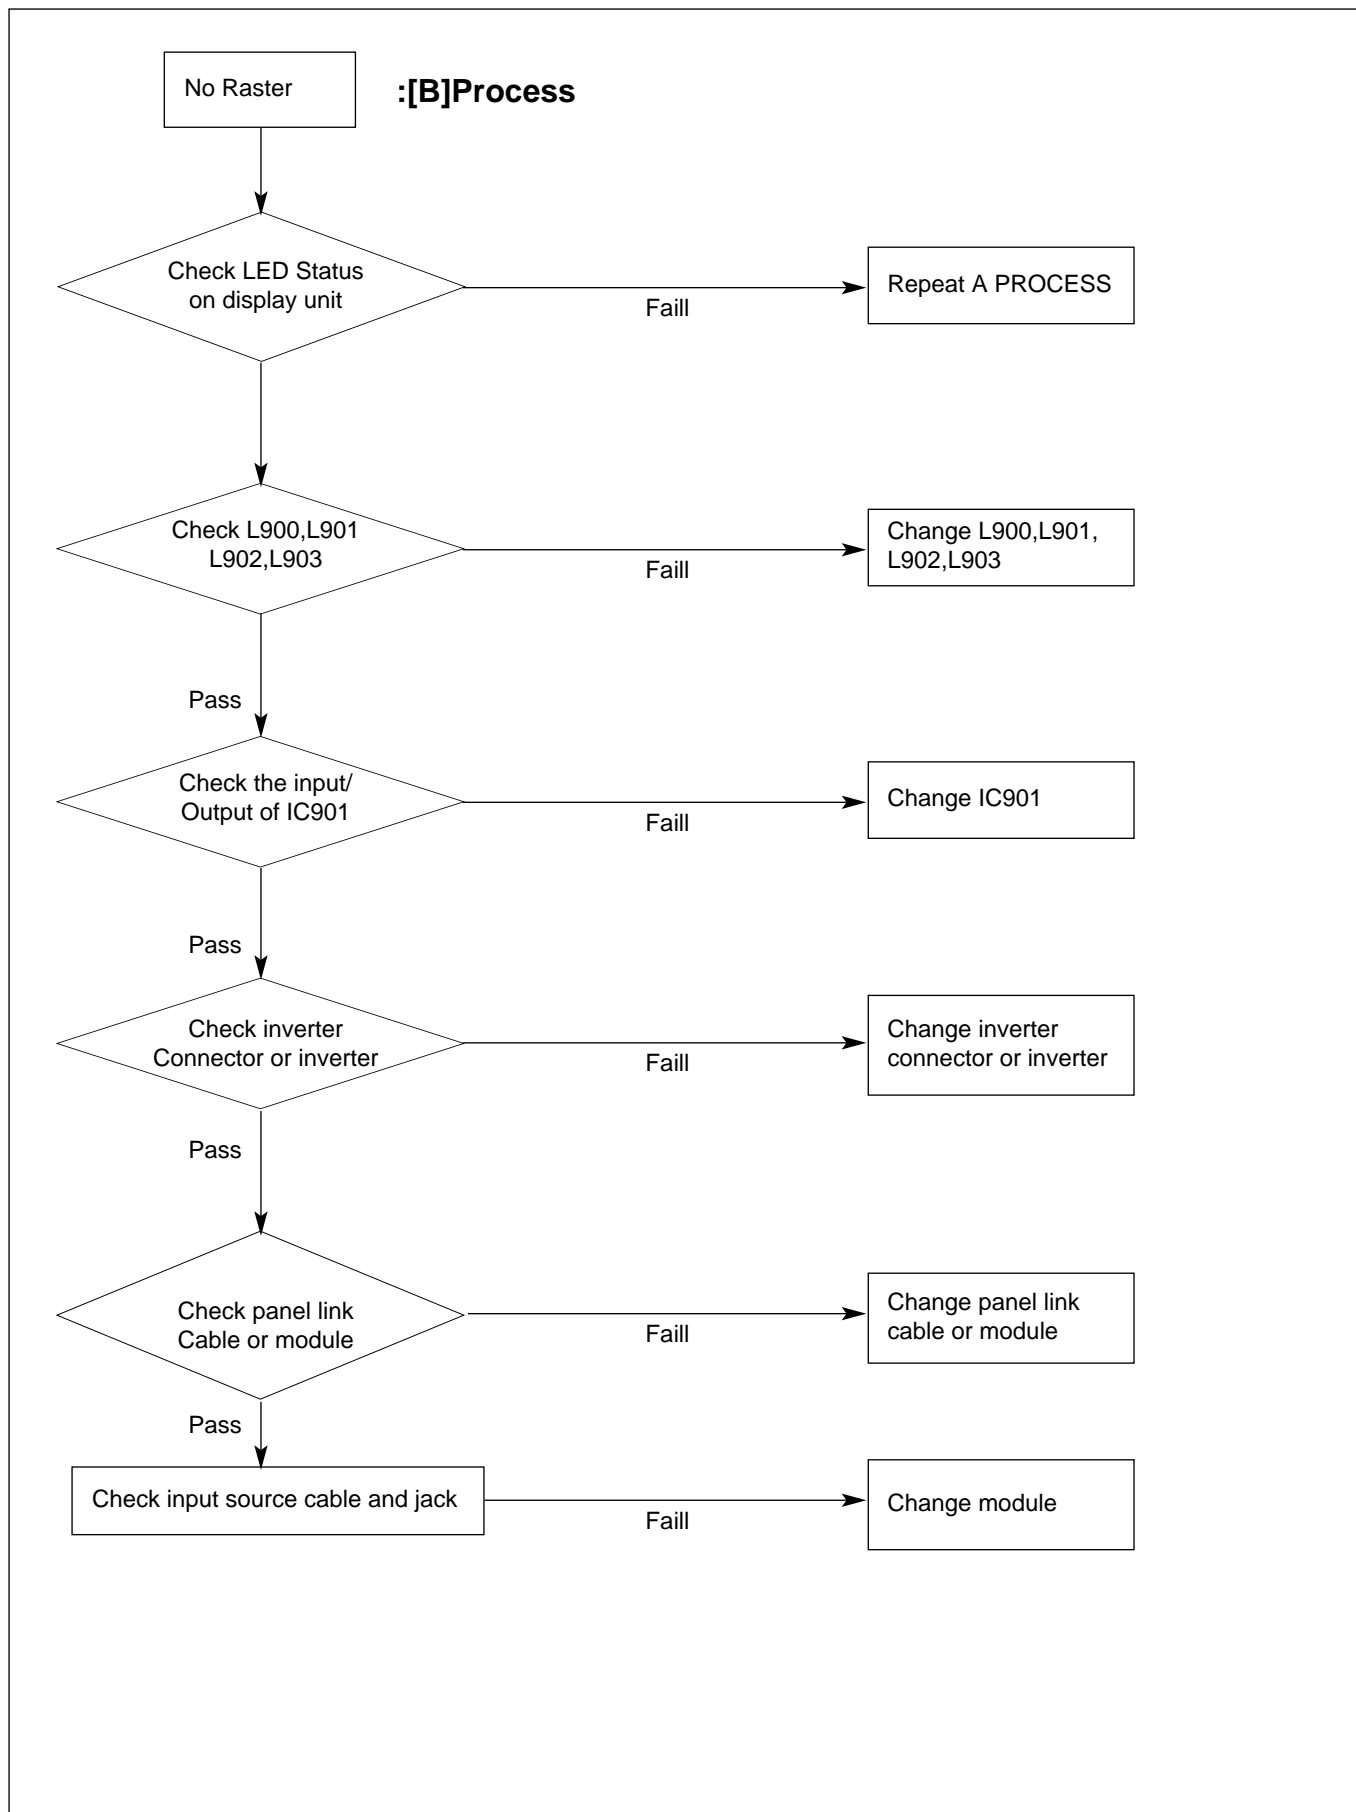 No Raster
:[B]Process
Check LED Status
on display unit
Faill
Repeat A PROCESS
Check L900,L901
L902,L903
Faill
Change L900,L901,
L902,L903
Pass
Check the input/
Output of IC901
Faill
Change IC901
Pass
Check inverter
Connector or inverter
Faill
Change inverter
connector or inverter
Pass
Check panel link
Cable or module
Faill
Change panel link
cable or module
Pass
Check input source cable and jack
Faill
Change module